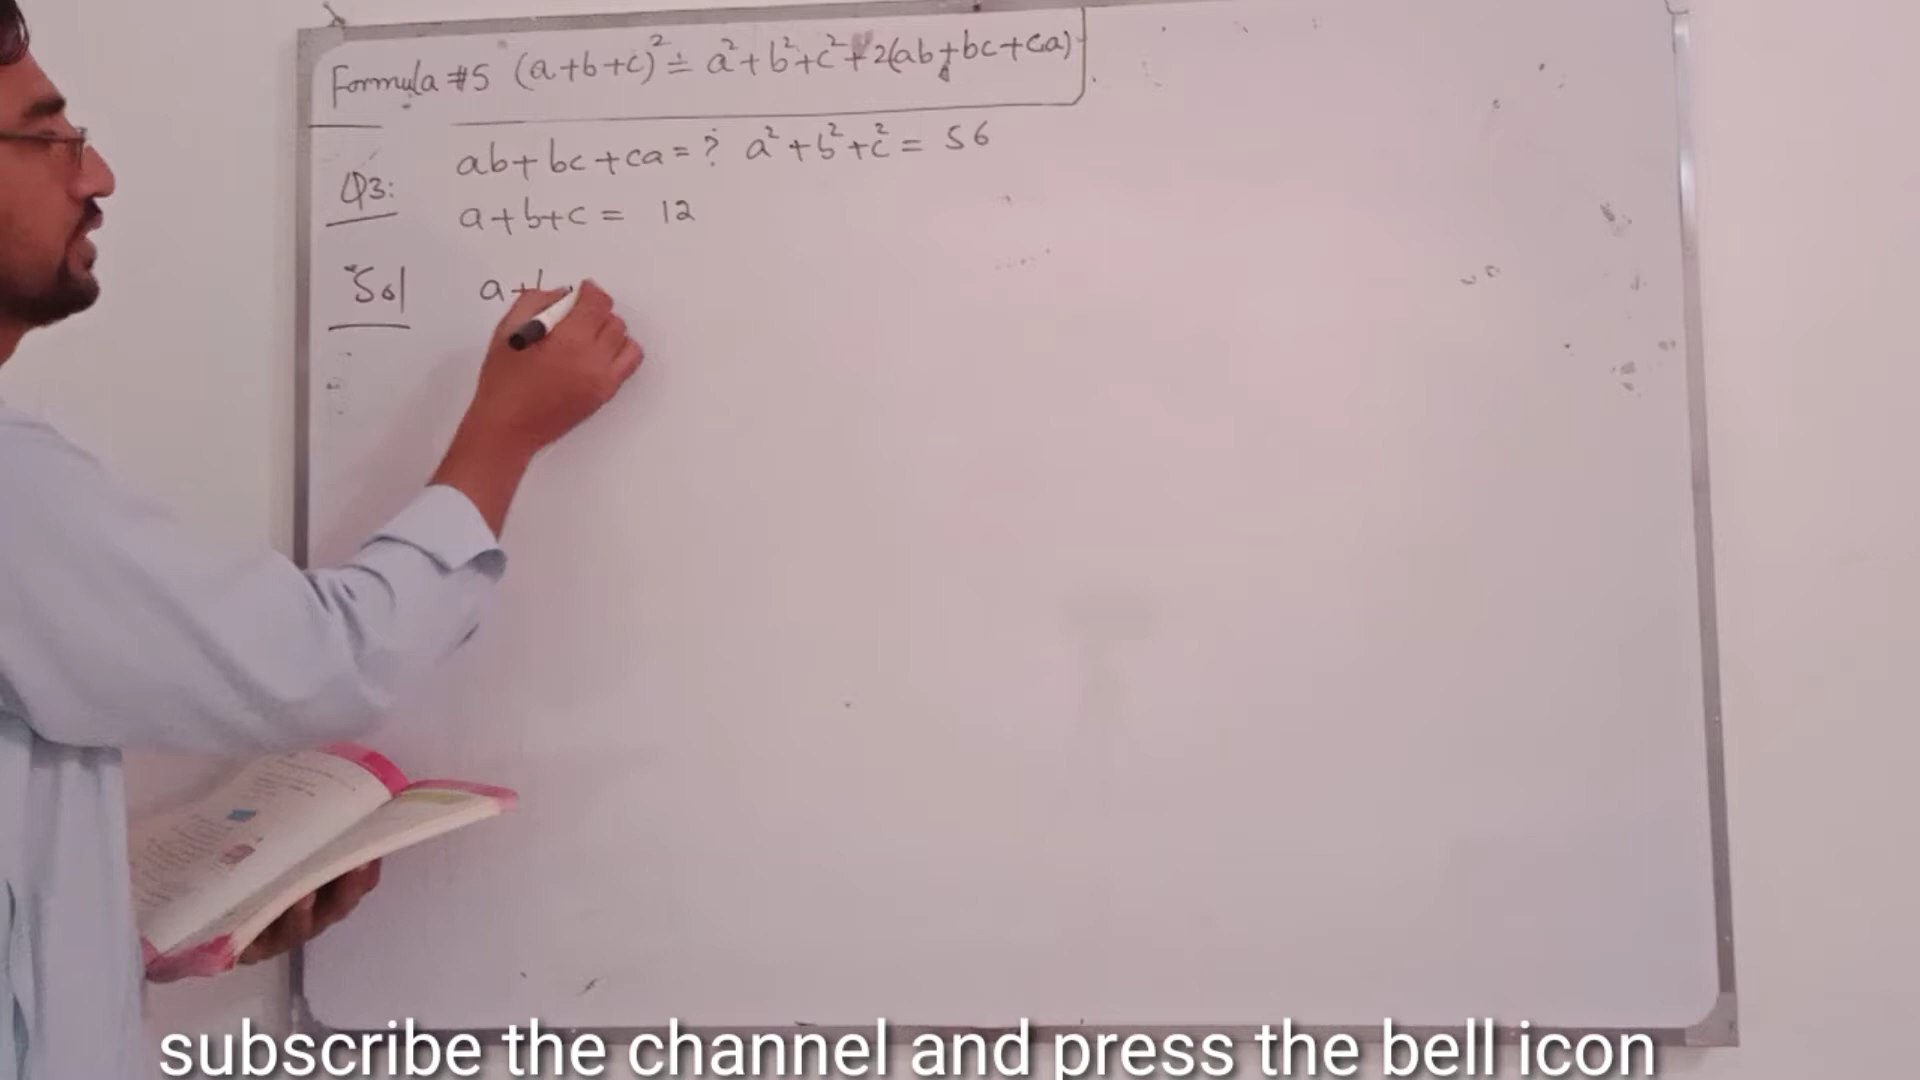 Formula #5 (a+b+c)² = a²+b²+c²+2(ab+bc+ca)
ab+bc+ca = ? a²+b²+c² = 56
Q3:
a+b+c = 12
Sol a+b
subscribe the channel and press the bell icon